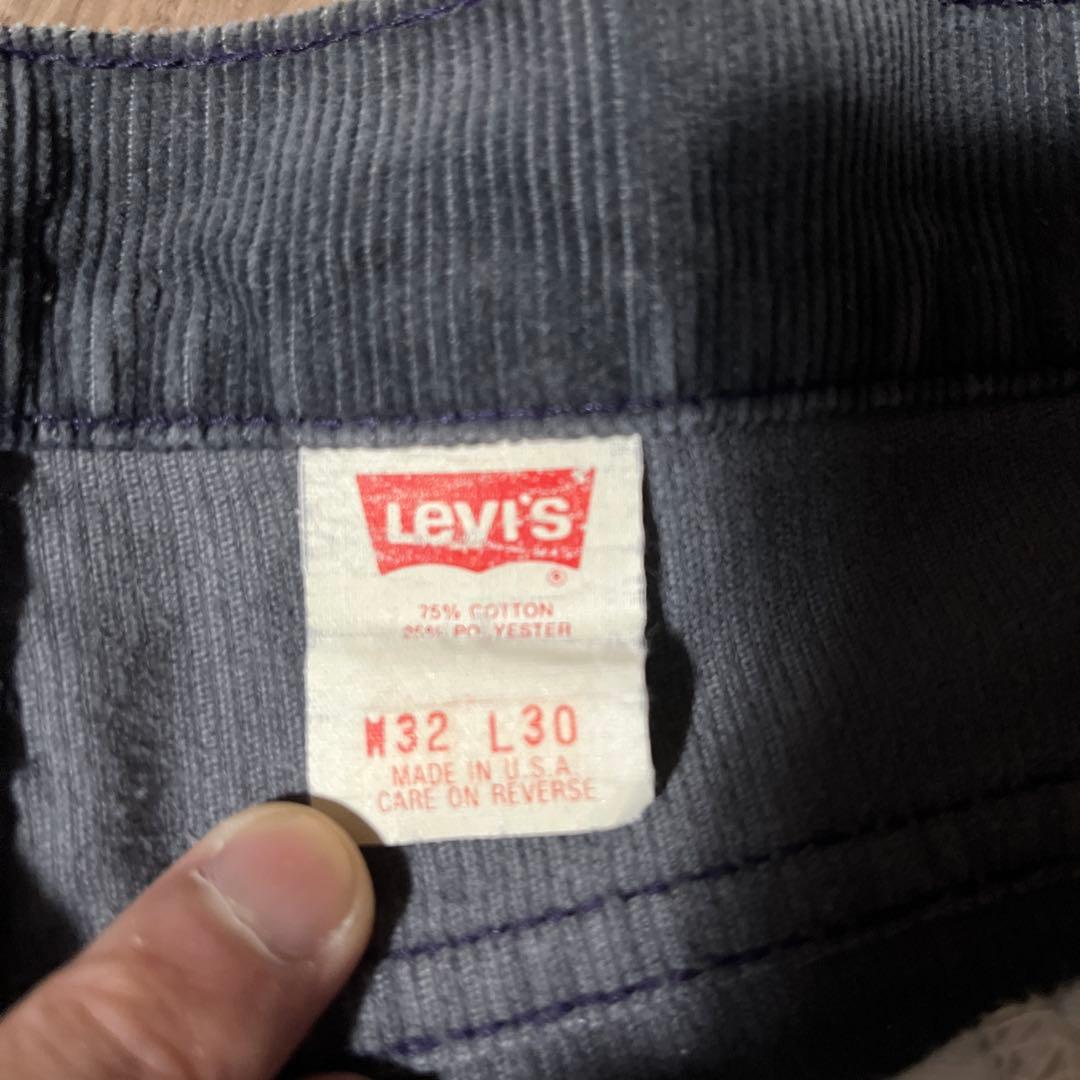 Levi's
®
75% COTTON
25% POLYESTER
W32 L30
MADE IN U.S.A.
CARE ON REVERSE